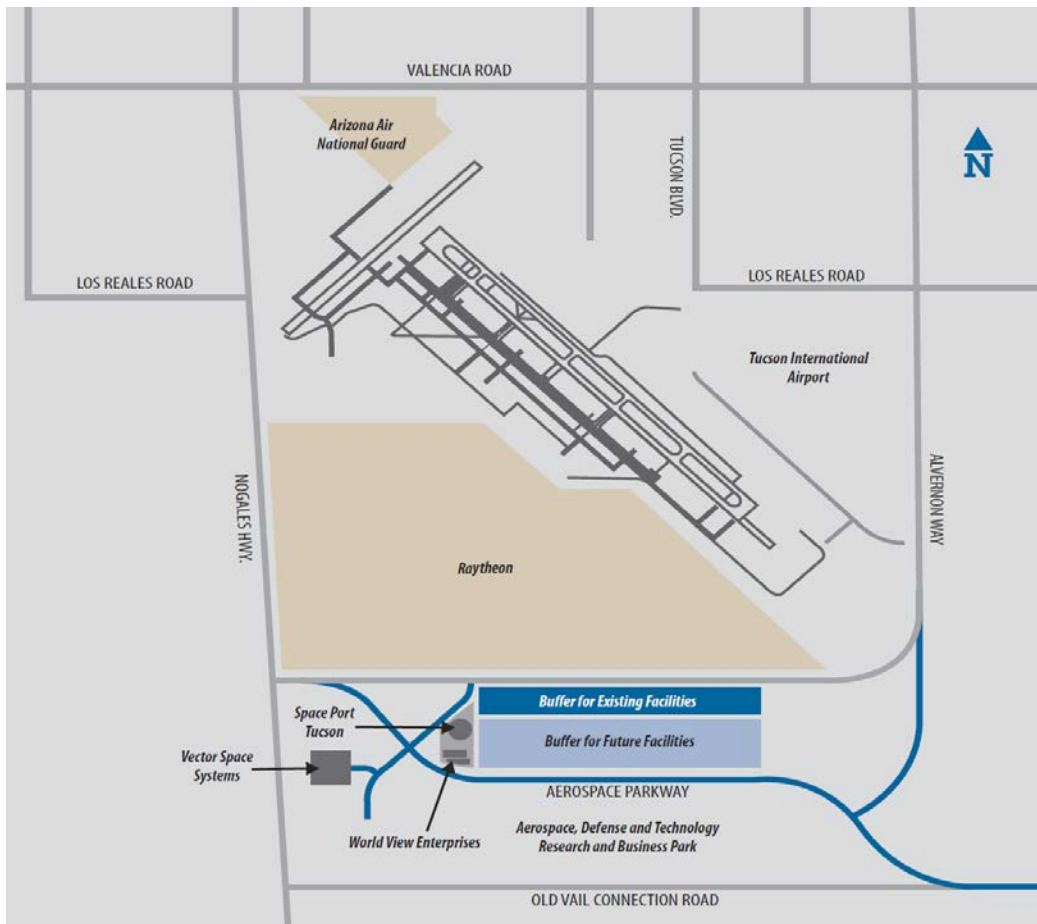 VALENCIA ROAD
Arizona Air
National Guard
TUCSON BLVD.
N
LOS REALES ROAD
LOS REALES ROAD
Tucson International
Airport
NOGALES HWY.
ALVERNON WAY
Raytheon
Buffer for Existing Facilities
Space Port
Tucson
Buffer for Future Facilities
Vector Space
Systems
AEROSPACE PARKWAY
World View Enterprises
Aerospace, Defense and Technology
Research and Business Park
OLD VAIL CONNECTION ROAD